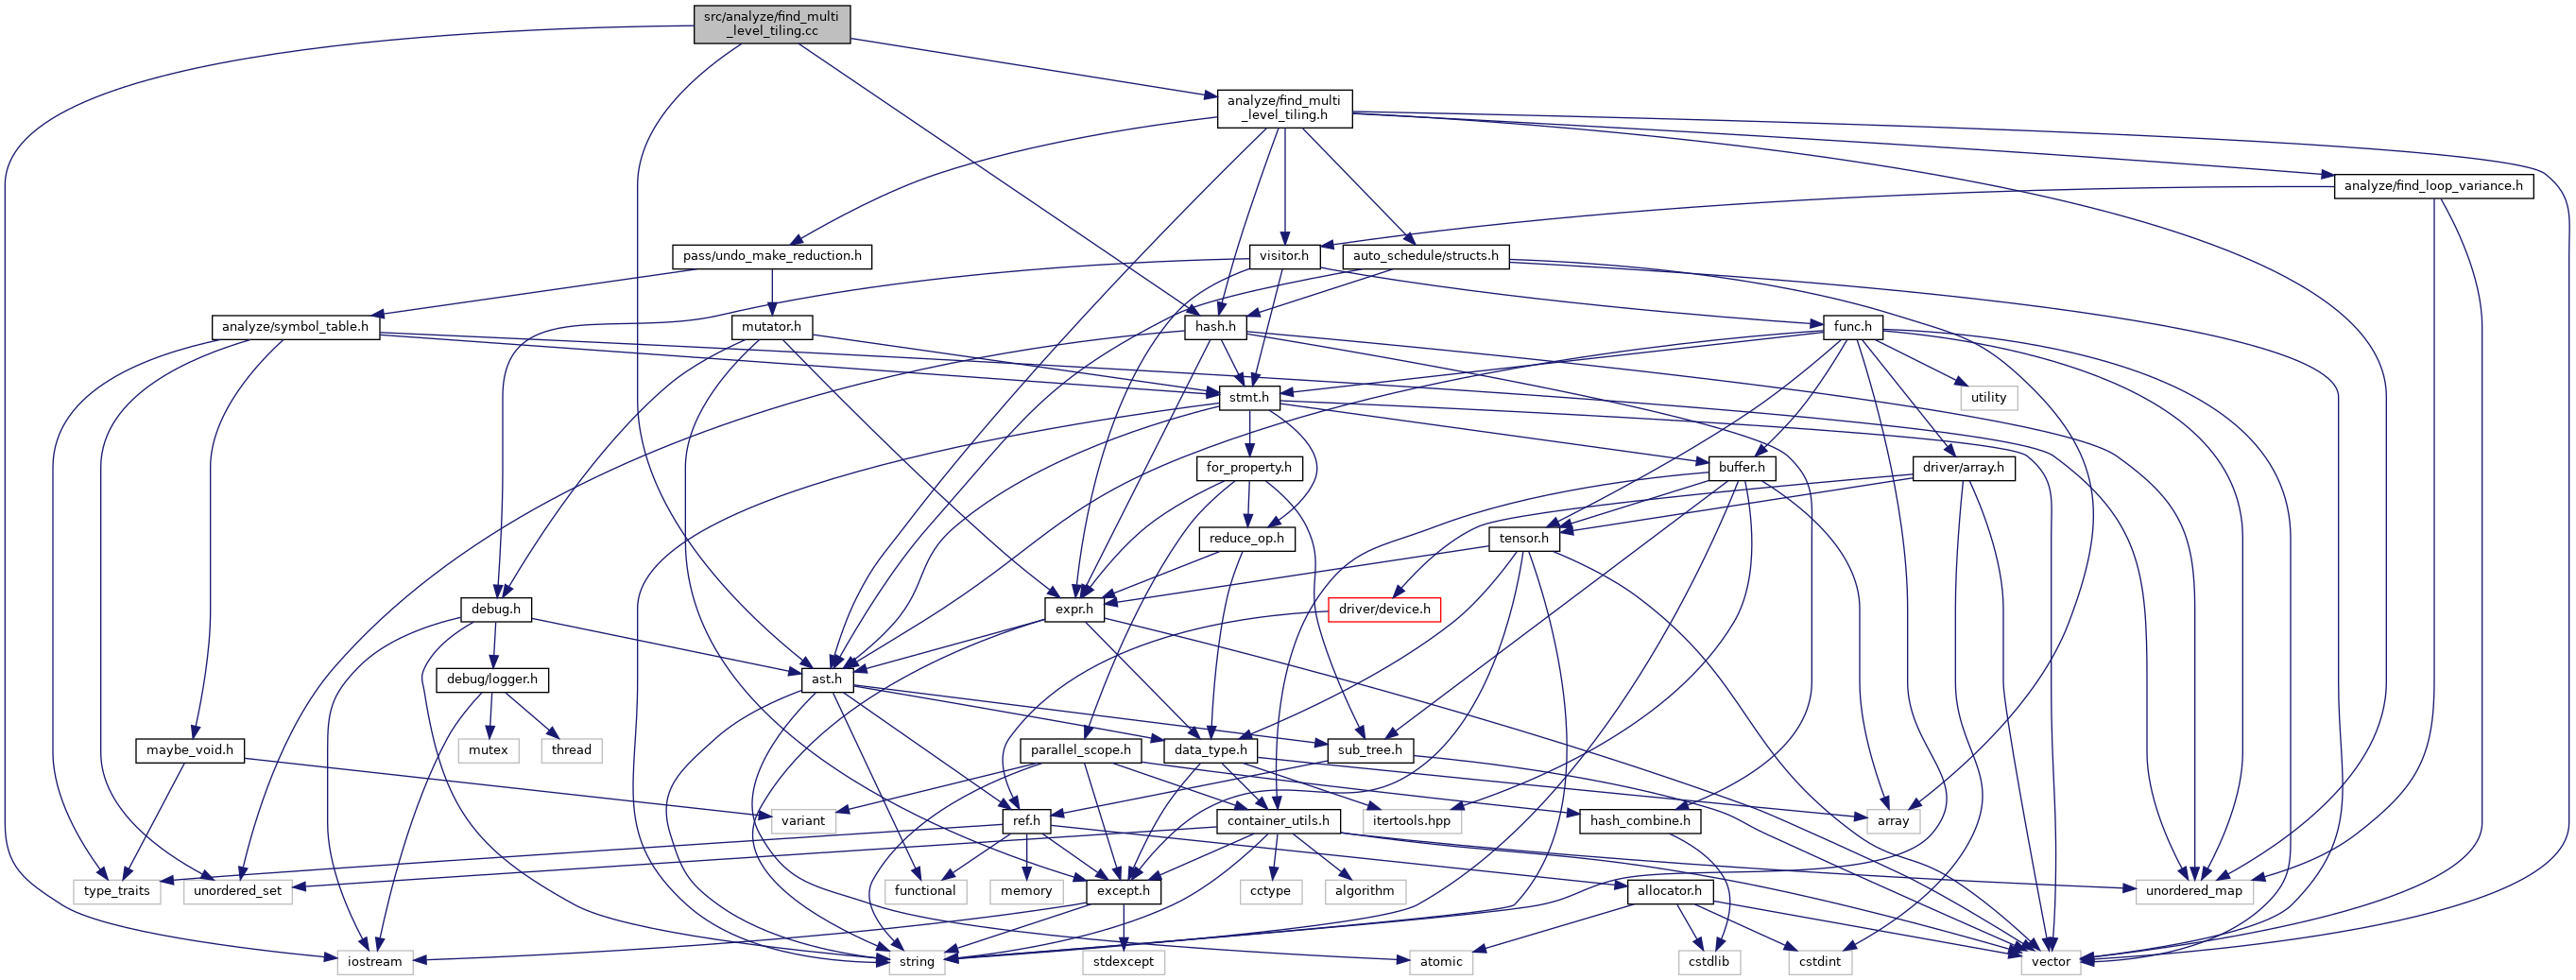 src/analyze/find_multi
_level_tiling.cc
analyze/find_multi
_level_tiling.h
analyze/find_loop_variance.h
pass/undo_make_reduction.h
visitor.h
auto_schedule/structs.h
analyze/symbol_table.h
mutator.h
hash.h
func.h
stmt.h
utility
for_property.h
buffer.h
driver/array.h
reduce_op.h
tensor.h
debug.h
expr.h
driver/device.h
debug/logger.h
ast.h
maybe_void.h
mutex
thread
parallel_scope.h
data_type.h
sub_tree.h
variant
ref.h
container_utils.h
itertools.hpp
hash_combine.h
array
type_traits
unordered_set
functional
memory
except.h
cctype
algorithm
allocator.h
unordered_map
iostream
string
stdexcept
atomic
cstdlib
cstdint
vector